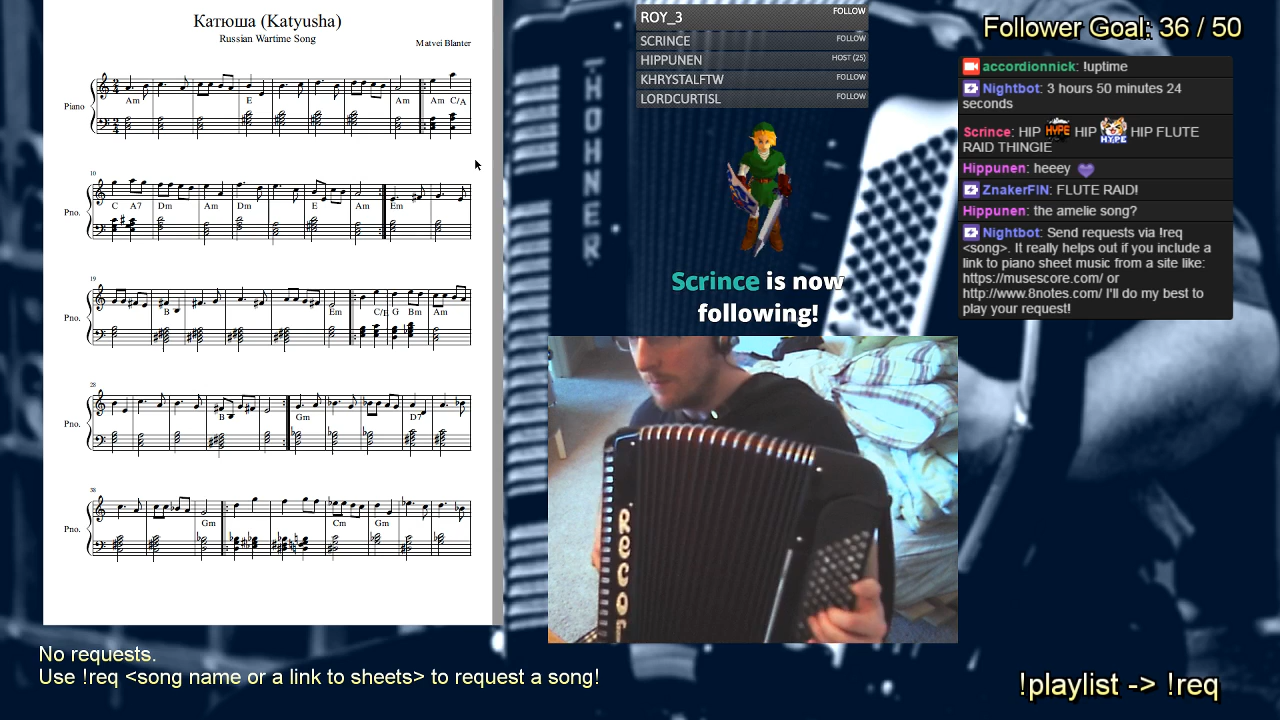 Катюша (Katyusha)
Russian Wartime Song
Matvei Blanter
Piano
Am E Am Am C/A
10
Pno.
C A7 Dm Am Dm E Am Em
19
Pno.
B Em C/E G Bm Am
28
Pno.
B Gm D7
38
Pno.
Gm Cm Gm
No requests.
Use !req <song name or a link to sheets> to request a song!
HOHNER
ROY_3 FOLLOW
SCRINCE FOLLOW
HIPPUNEN HOST (25)
KHRYSTALFTW FOLLOW
LORDCURTISL FOLLOW
Scrince is now
following!
Recor
Follower Goal: 36 / 50
accordionnick: !uptime
Nightbot: 3 hours 50 minutes 24
seconds
Scrince: HIP HYPE HIP HYPE HIP FLUTE
RAID THINGIE
Hippunen: heeey
ZnakerFIN: FLUTE RAID!
Hippunen: the amelie song?
Nightbot: Send requests via !req
<song>. It really helps out if you include a
link to piano sheet music from a site like:
https://musescore.com/ or
http://www.8notes.com/ I'll do my best to
play your request!
!playlist -> !req